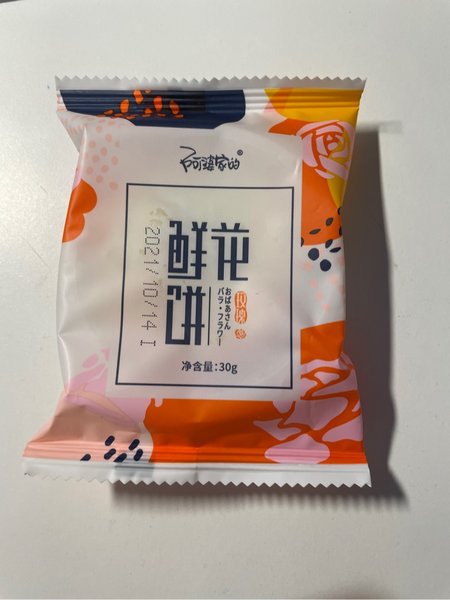 阿婆家的®
鲜花
饼
玫瑰
おばあさん
バラ・フラワー
净含量:30g
2021/10/14 I